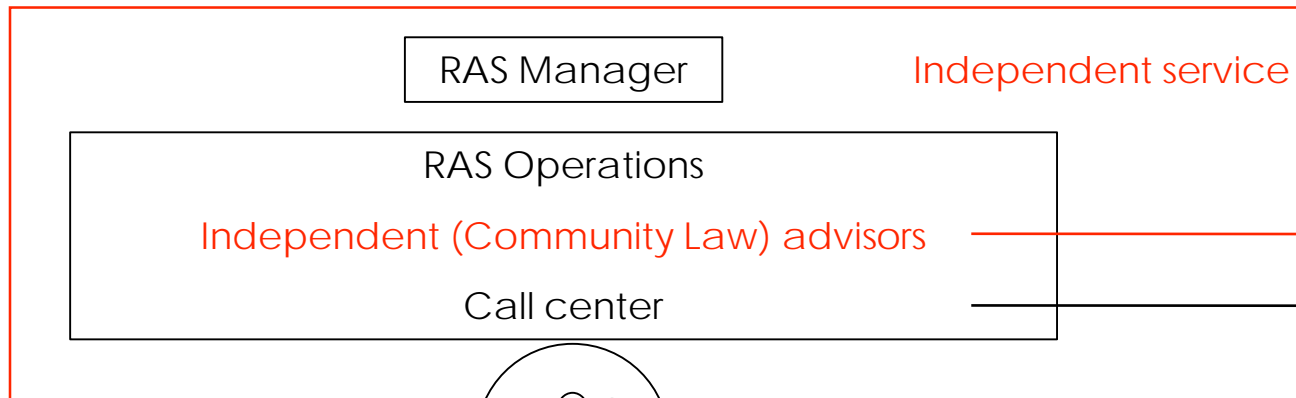 RAS Manager
Independent service
RAS Operations
Independent (Community Law) advisors
Call center